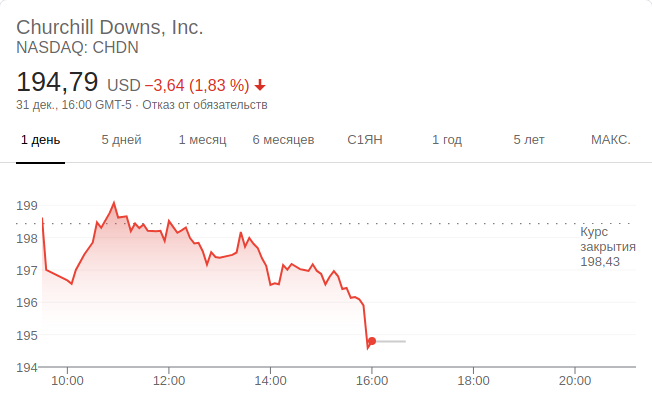 Churchill Downs, Inc.
NASDAQ: CHDN
194,79 USD −3,64 (1,83 %)
31 дек., 16:00 GMT-5 · Отказ от обязательств
1 день 5 дней 1 месяц 6 месяцев С1ЯН 1 год 5 лет МАКС.
199
198
197
196
195
194
Курс
закрытия
198,43
10:00 12:00 14:00 16:00 18:00 20:00